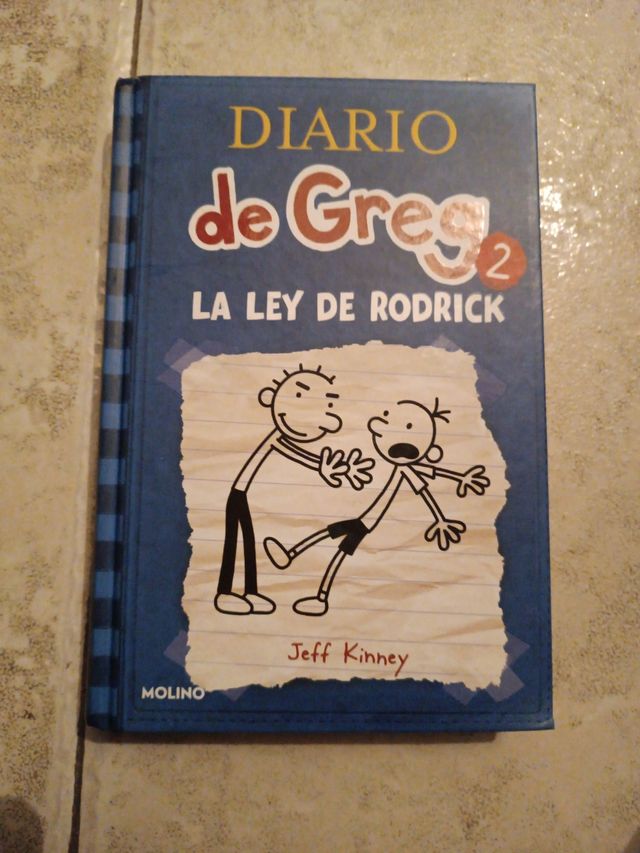 DIARIO
de Greg 2
LA LEY DE RODRICK
Jeff Kinney
MOLINO